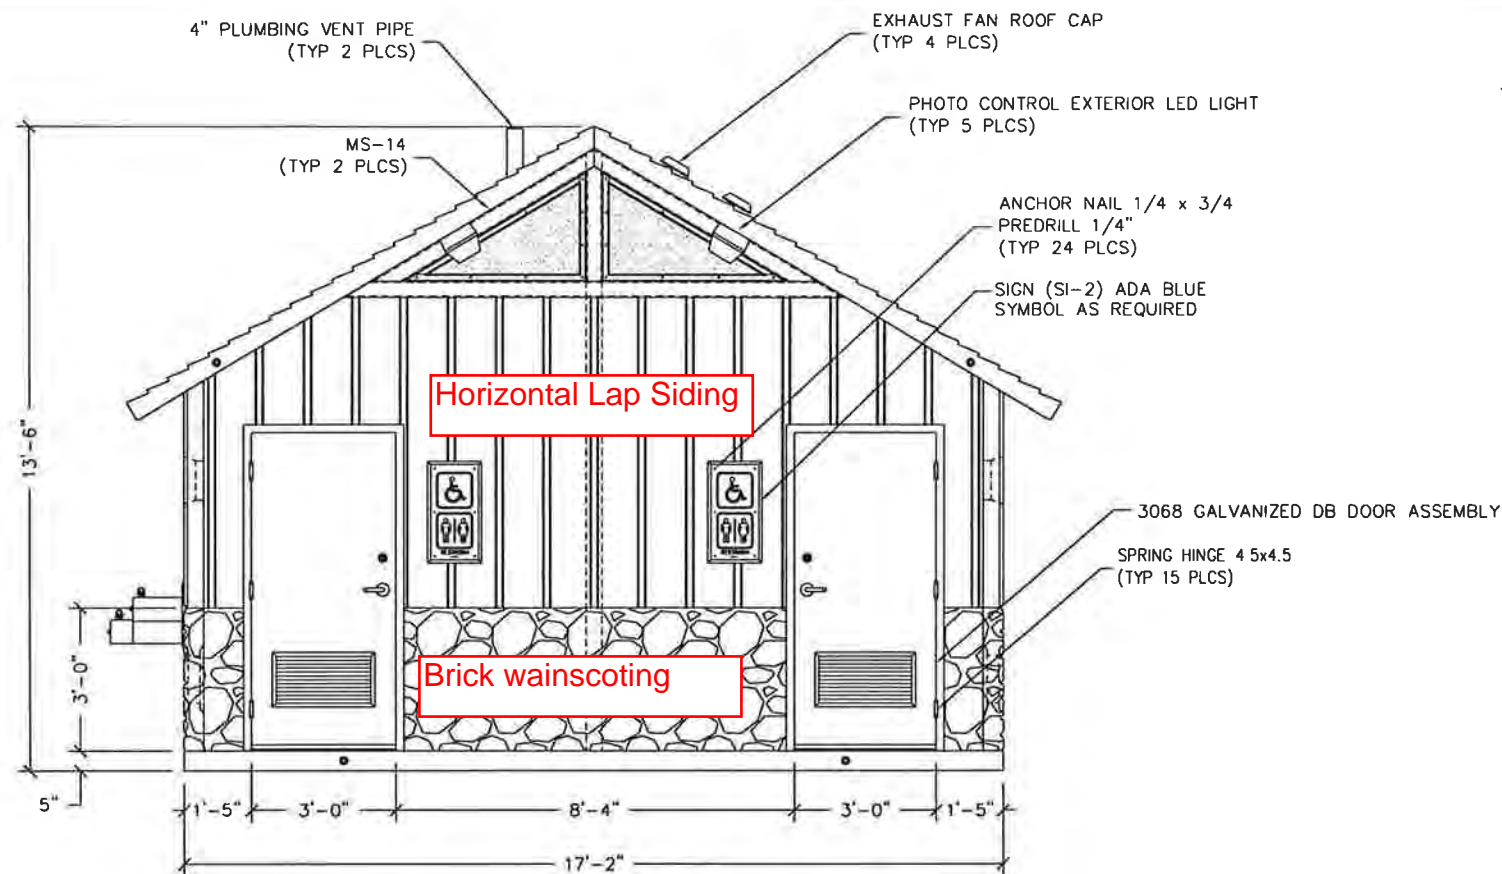 4" PLUMBING VENT PIPE
(TYP 2 PLCS)
EXHAUST FAN ROOF CAP
(TYP 4 PLCS)
MS-14
(TYP 2 PLCS)
PHOTO CONTROL EXTERIOR LED LIGHT
(TYP 5 PLCS)
ANCHOR NAIL 1/4 x 3/4
PREDRILL 1/4"
(TYP 24 PLCS)
SIGN (SI-2) ADA BLUE
SYMBOL AS REQUIRED
Horizontal Lap Siding
13'-6"
3068 GALVANIZED DB DOOR ASSEMBLY
SPRING HINGE 4 5x4.5
(TYP 15 PLCS)
Brick wainscoting
3'-0"
5"
1'-5"
3'-0"
8'-4"
3'-0"
1'-5"
17'-2"